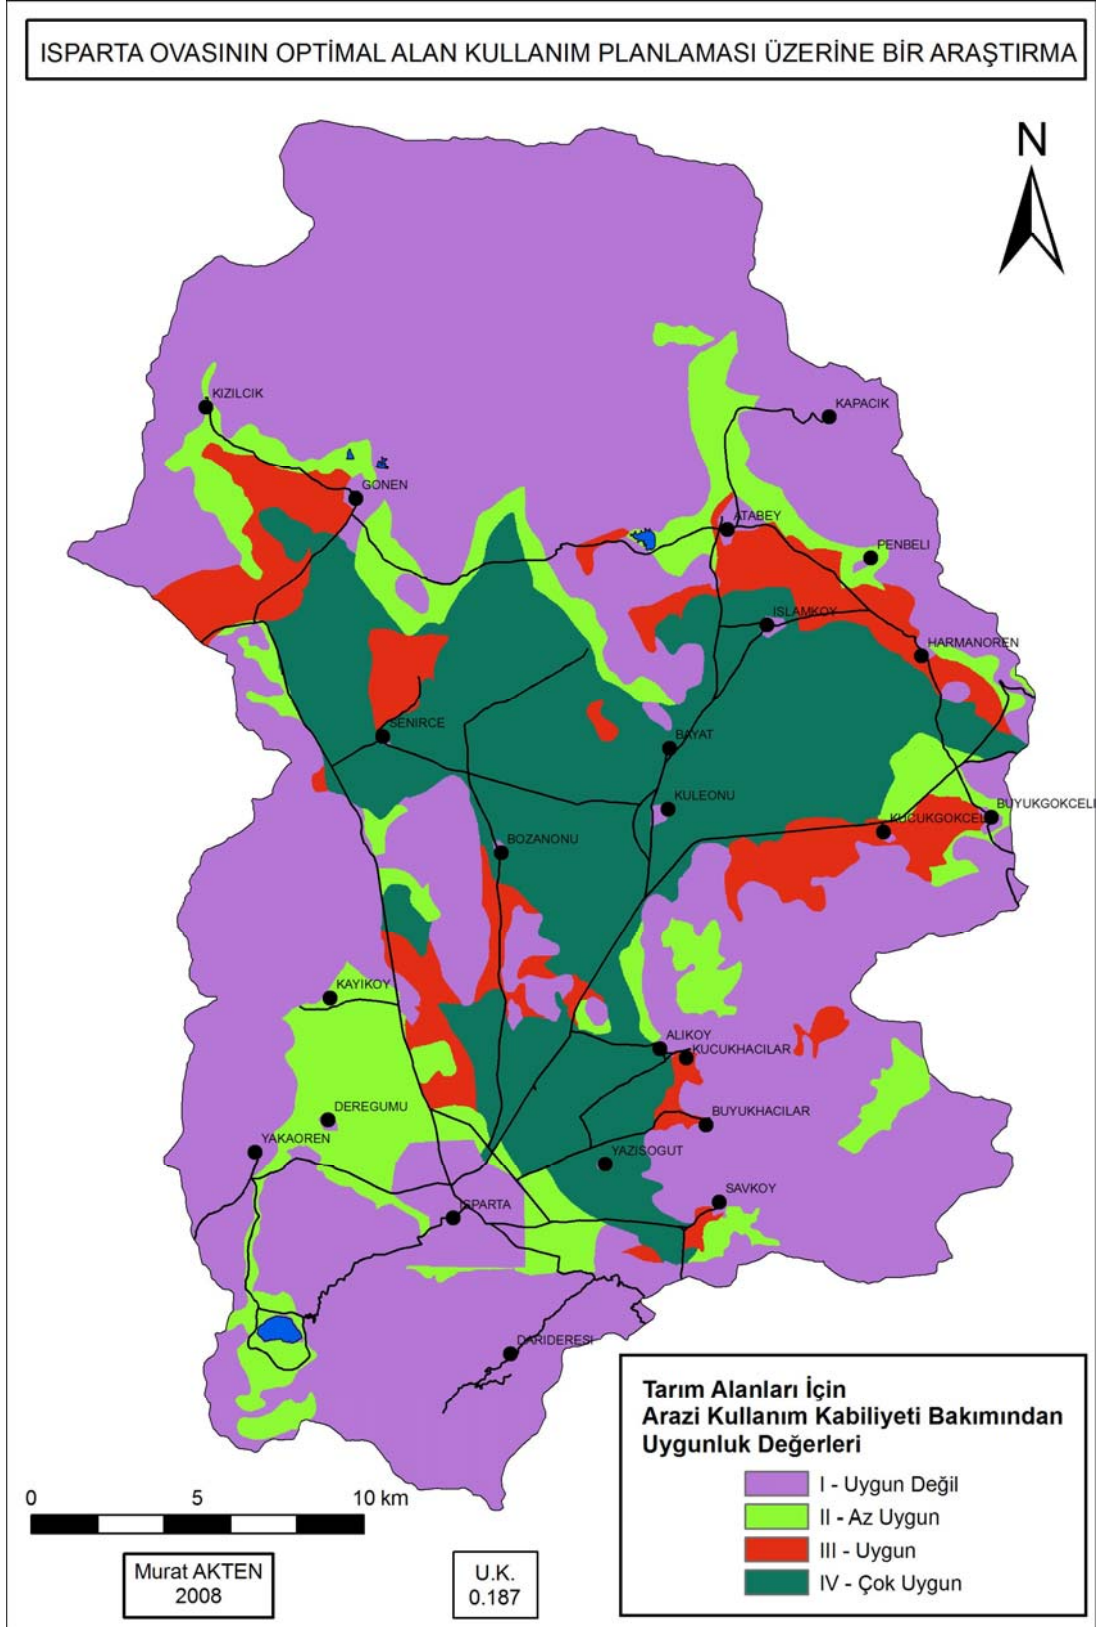 ISPARTA OVASININ OPTİMAL ALAN KULLANIM PLANLAMASI ÜZERİNE BİR ARAŞTIRMA
N
KIZILCIK
KAPACIK
GONEN
ATABEY
PENBELI
ISLAMKOY
HARMANOREN
SENIRCE
BAYAT
KULEONU
BUYUKGOKCELI
KUCUKGOKCELI
BOZANONU
KAYIKOY
ALIKOY
KUCUKHACILAR
DEREGUMU
BUYUKHACILAR
YAKAOREN
YAZISOGUT
SAVKOY
ISPARTA
DARIDERESI
Tarım Alanları İçin
Arazi Kullanım Kabiliyeti Bakımından
Uygunluk Değerleri
I - Uygun Değil
II - Az Uygun
III - Uygun
IV - Çok Uygun
0 5 10 km
Murat AKTEN
2008
U.K.
0.187